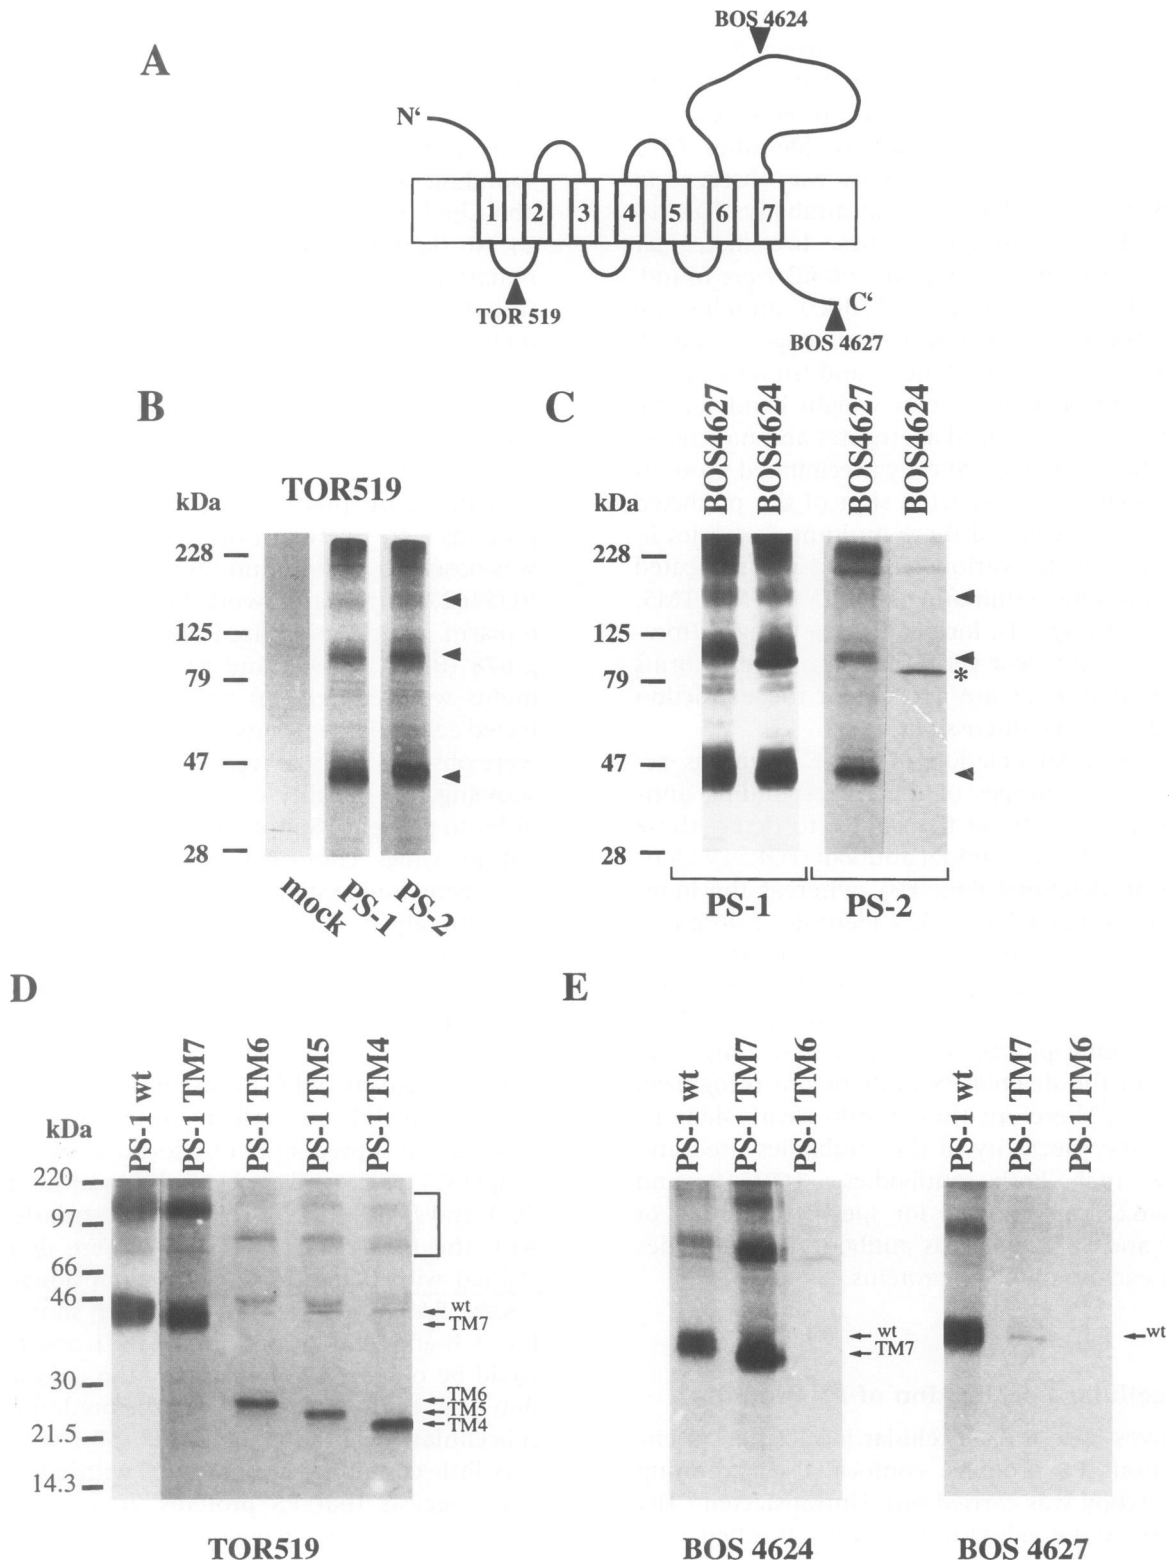 A
BOS 4624
N'
1 2 3 4 5 6 7
TOR 519
C'
BOS 4627
B
kDa
TOR519
228
125
79
47
28
mock
PS-1
PS-2
C
kDa
BOS4627
BOS4624
BOS4627
BOS4624
228
125
79
47
28
*
PS-1
PS-2
D
kDa
PS-1 wt
PS-1 TM7
PS-1 TM6
PS-1 TM5
PS-1 TM4
220
97
66
46
30
21.5
14.3
wt
TM7
TM6
TM5
TM4
TOR519
E
PS-1 wt
PS-1 TM7
PS-1 TM6
wt
TM7
BOS 4624
PS-1 wt
PS-1 TM7
PS-1 TM6
wt
BOS 4627